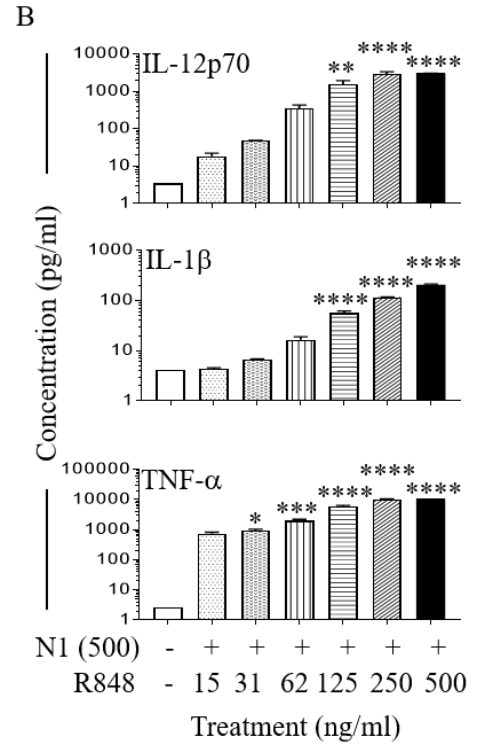 B
Concentration (pg/ml)
IL-12p70
10000
1000
100
10
1
** **** ****
IL-1β
1000
100
10
1
**** **** ****
TNF-α
100000
10000
1000
100
10
1
* *** **** **** ****
N1 (500) - + + + + + +
R848 - 15 31 62 125 250 500
Treatment (ng/ml)